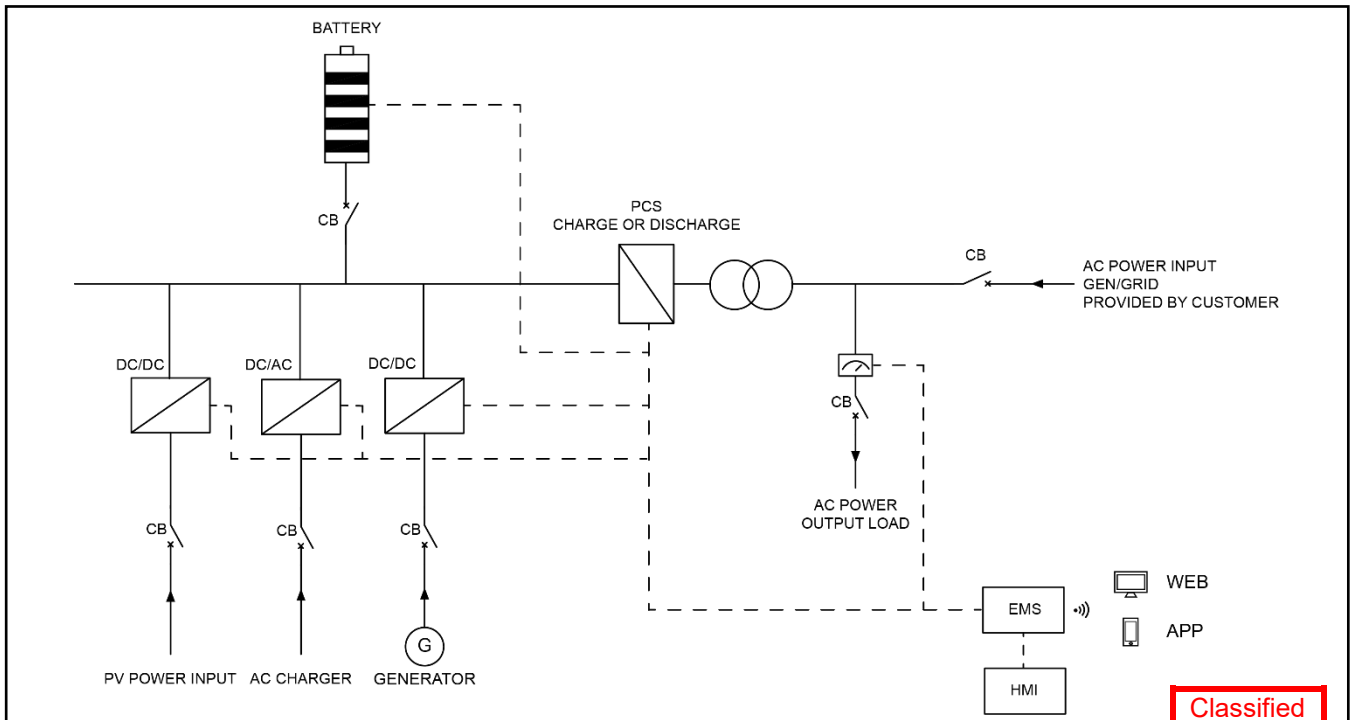 BATTERY
CB
PCS
CHARGE OR DISCHARGE
CB
AC POWER INPUT
GEN/GRID
PROVIDED BY CUSTOMER
DC/DC
DC/AC
DC/DC
CB
AC POWER
OUTPUT LOAD
CB
CB
CB
G
PV POWER INPUT
AC CHARGER
GENERATOR
EMS
WEB
APP
HMI
Classified